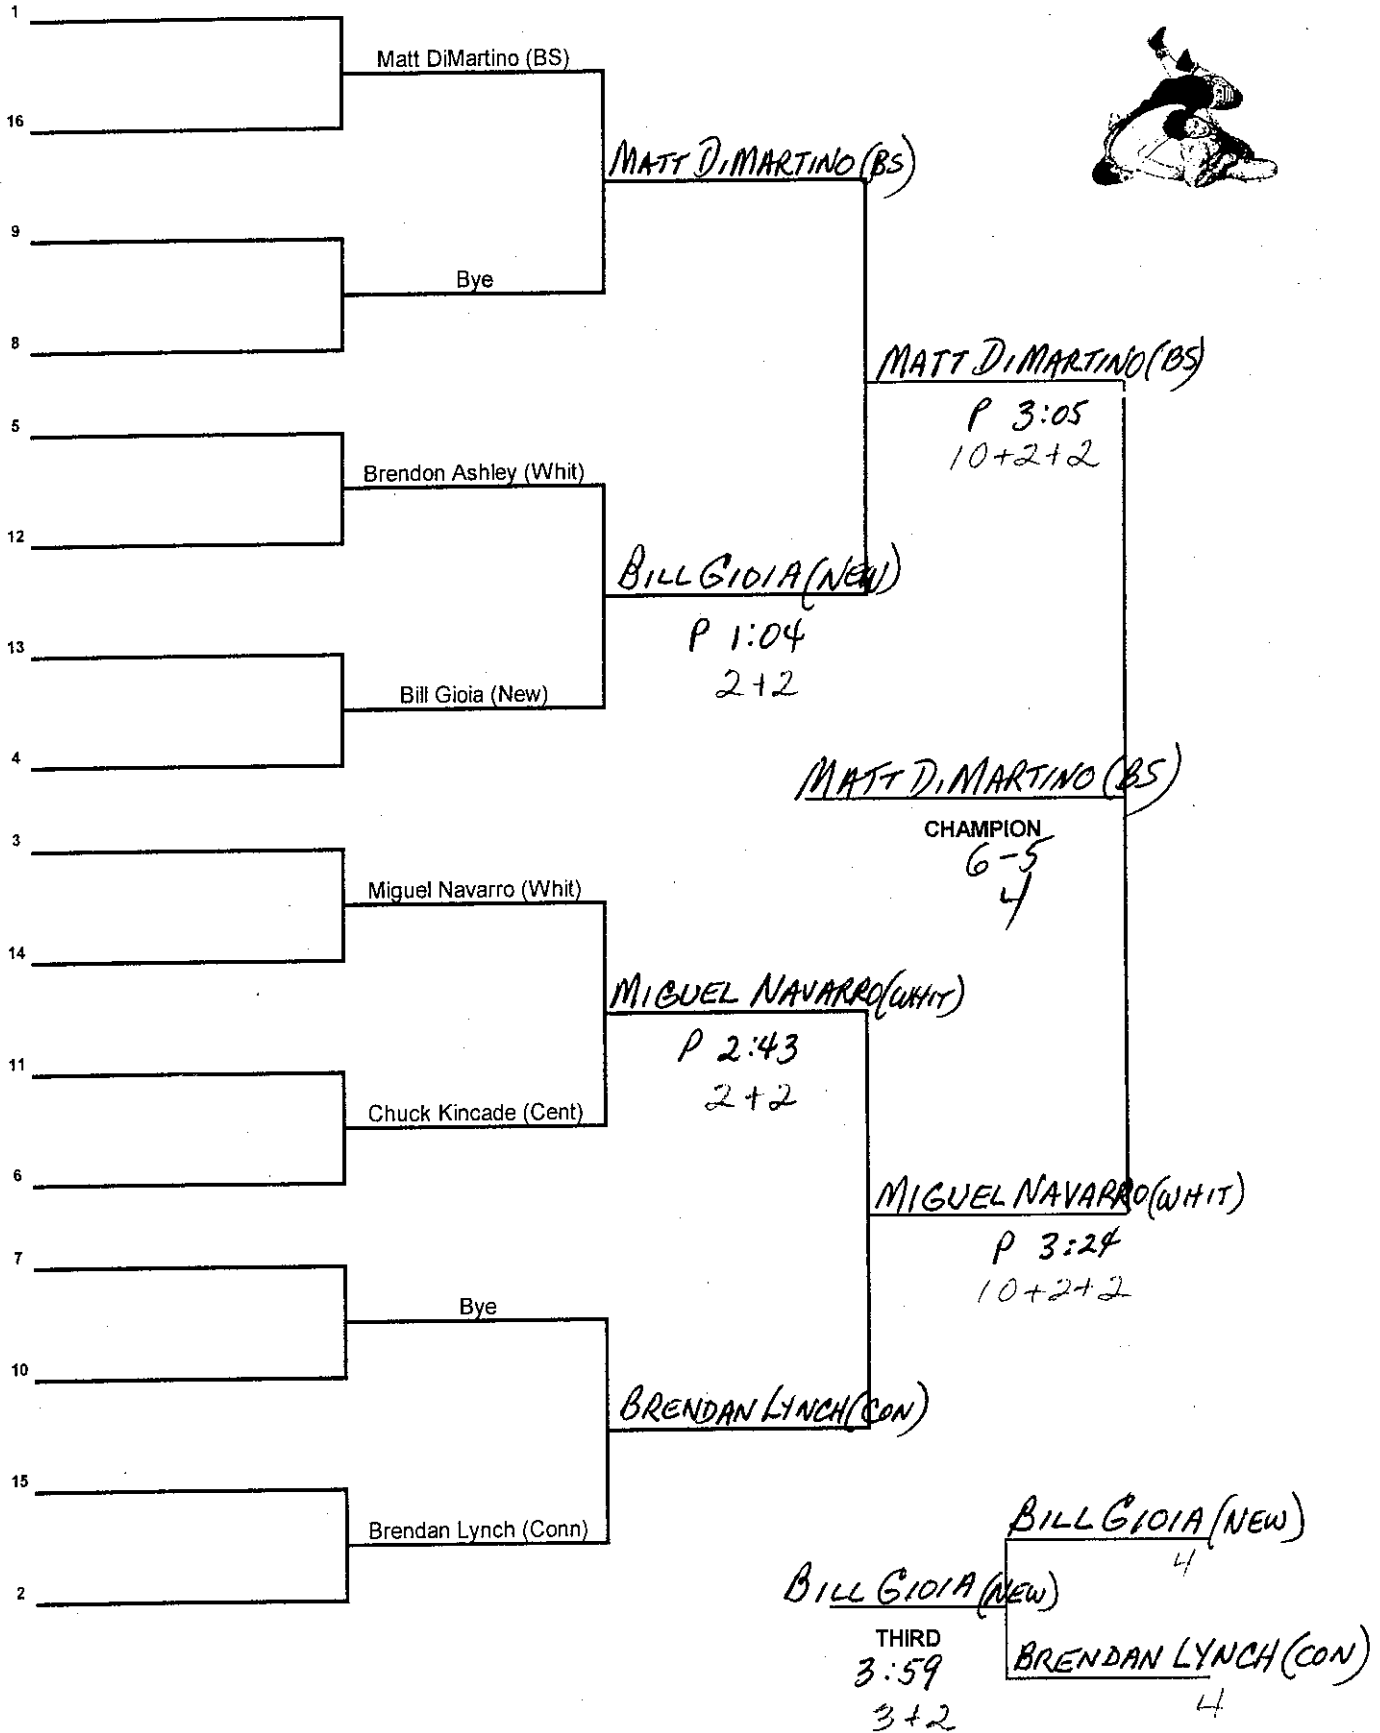 1
Matt DiMartino (BS)
16
MATT DIMARTINO (BS)
9
Bye
8
MATT DIMARTINO (BS)
P 3:05
10+2+2
5
Brendon Ashley (Whit)
12
BILL GIOIA (NEW)
P 1:04
2+2
13
Bill Gioia (New)
4
MATT DIMARTINO (BS)
CHAMPION
6-5
4
3
Miguel Navarro (Whit)
14
MIGUEL NAVARRO (WHIT)
P 2:43
2+2
11
Chuck Kincade (Cent)
6
MIGUEL NAVARRO (WHIT)
P 3:24
10+2+2
7
Bye
10
BRENDAN LYNCH (CON)
15
Brendan Lynch (Conn)
2
BILL GIOIA (NEW)
4
BILL GIOIA (NEW)
THIRD
3:59
3+2
BRENDAN LYNCH (CON)
4